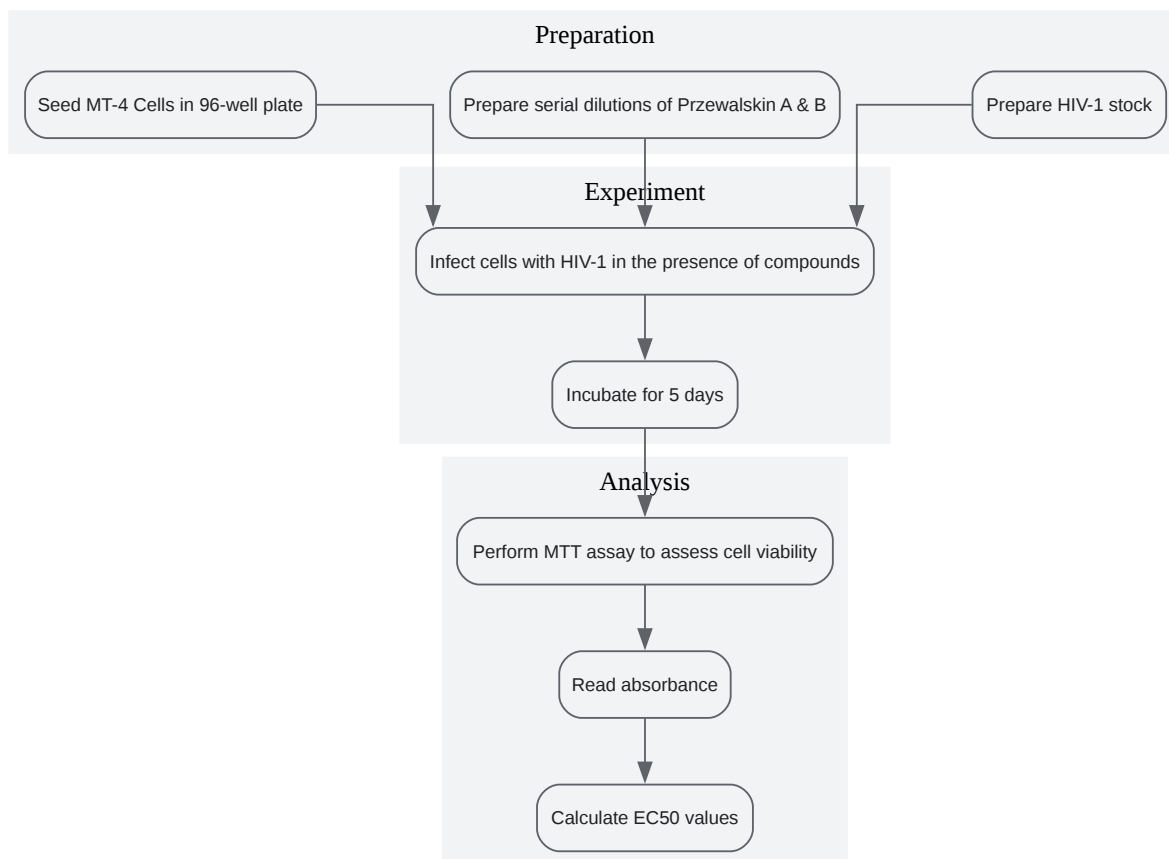 Preparation
Seed MT-4 Cells in 96-well plate
Prepare serial dilutions of Przewalskin A & B
Prepare HIV-1 stock
Experiment
Infect cells with HIV-1 in the presence of compounds
Incubate for 5 days
Analysis
Perform MTT assay to assess cell viability
Read absorbance
Calculate EC50 values